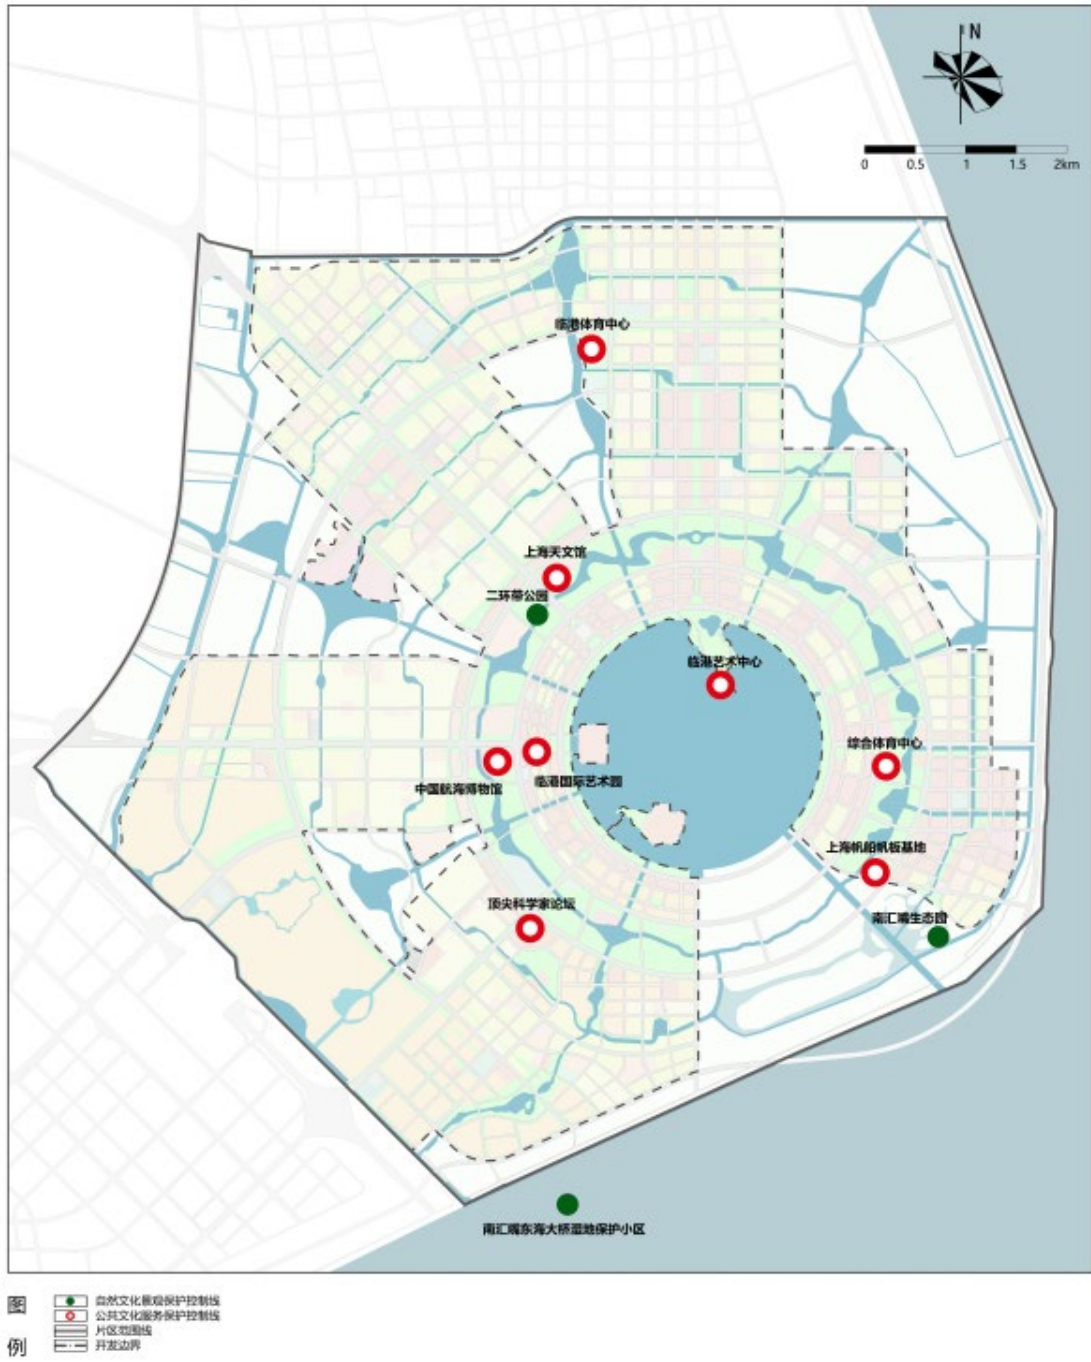 N
0 0.5 1 1.5 2km
临港体育中心
上海天文馆
二环带公园
临港艺术中心
综合体育中心
中国航海博物馆
临港国际艺术园
上海帆船帆板基地
顶尖科学家论坛
南汇嘴生态园
南汇嘴东海大桥湿地保护小区
图例
自然文化景观保护控制线
公共文化服务保护控制线
片区范围线
开发边界